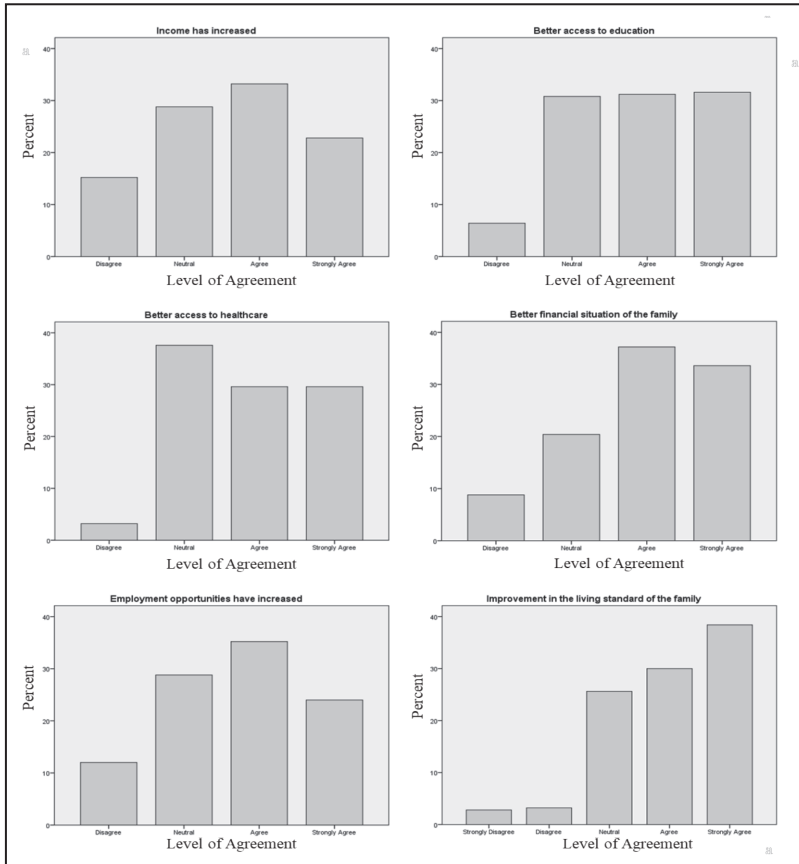 Income has increased
40
30
20
10
0
Percent
Disagree Neutral Agree Strongly Agree
Level of Agreement
Better access to education
40
30
20
10
0
Percent
Disagree Neutral Agree Strongly Agree
Level of Agreement
Better access to healthcare
40
30
20
10
0
Percent
Disagree Neutral Agree Strongly Agree
Level of Agreement
Better financial situation of the family
40
30
20
10
0
Percent
Disagree Neutral Agree Strongly Agree
Level of Agreement
Employment opportunities have increased
40
30
20
10
0
Percent
Disagree Neutral Agree Strongly Agree
Level of Agreement
Improvement in the living standard of the family
40
30
20
10
0
Percent
Strongly Disagree Disagree Neutral Agree Strongly Agree
Level of Agreement